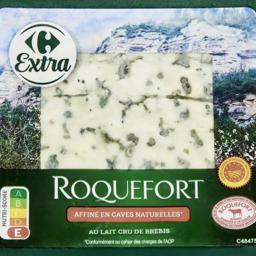 Carrefour
Extra
ROQUEFORT
AFFINÉ EN CAVES NATURELLES*
AU LAIT CRU DE BREBIS
*Conformément au cahier des charges de l'AOP
NUTRI-SCORE
A
B
C
D
E
ROQUEFORT
C48475